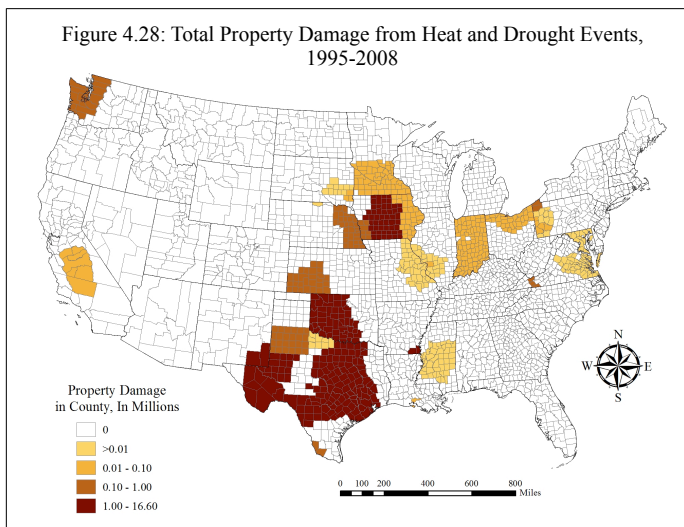 Figure 4.28: Total Property Damage from Heat and Drought Events,
1995-2008
N
W E
S
Property Damage
in County, In Millions
0
>0.01
0.01 - 0.10
0.10 - 1.00
1.00 - 16.60
0 100 200 400 600 800
Miles